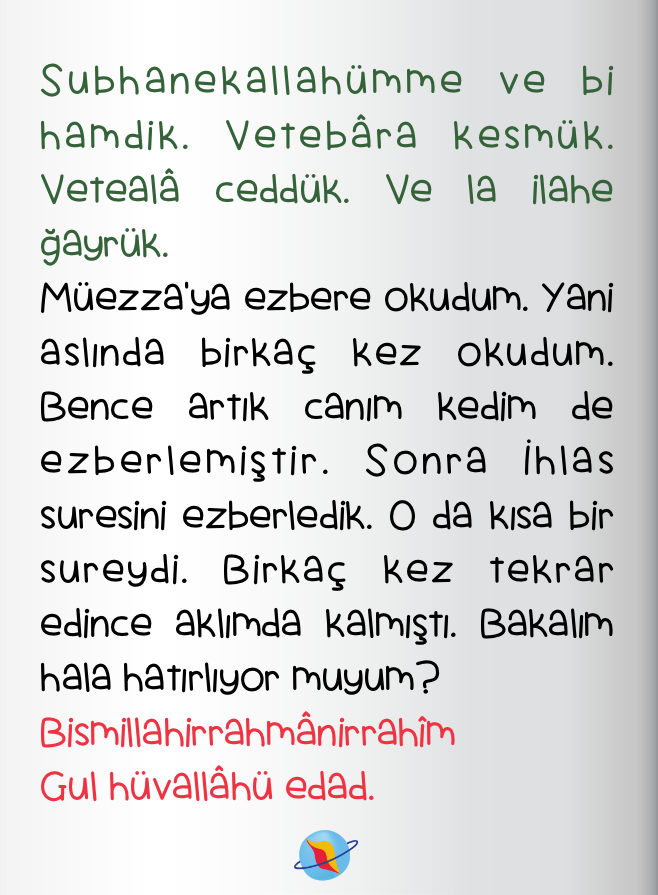 Subhanekallahümme ve bi
hamdik. Vetebâra kesmük.
Vetealâ ceddük. Ve la ilahe
ğayrük.
Müezza'ya ezbere okudum. Yani
aslında birkaç kez okudum.
Bence artık canım kedim de
ezberlemiştir. Sonra İhlas
suresini ezberledik. O da kısa bir
sureydi. Birkaç kez tekrar
edince aklımda kalmıştı. Bakalım
hala hatırlıyor muyum?
Bismillahirrahmânirrahîm
Gul hüvallâhü edad.